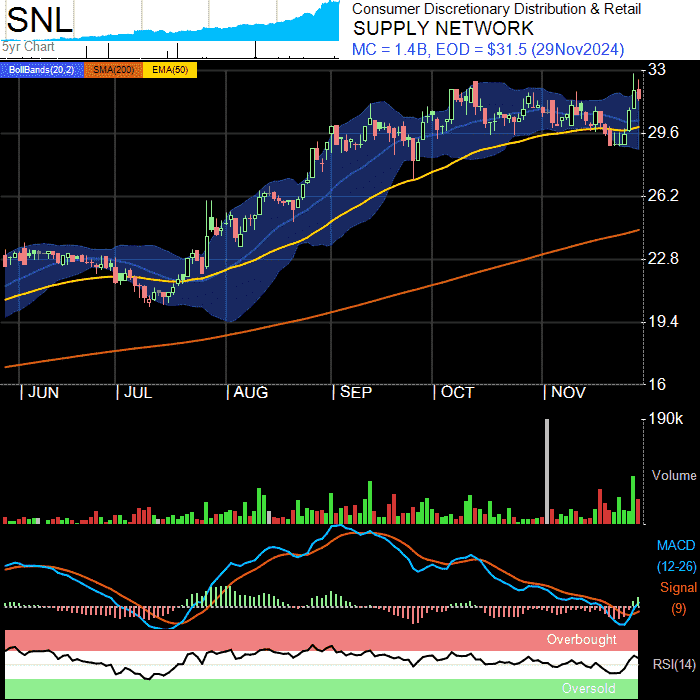 SNL
5yr Chart
Consumer Discretionary Distribution & Retail
SUPPLY NETWORK
MC = 1.4B, EOD = $31.5 (29Nov2024)
BollBands(20,2) SMA(200) EMA(50)
33
29.6
26.2
22.8
19.4
16
JUN JUL AUG SEP OCT NOV
190k
Volume
MACD
(12-26)
Signal
(9)
Overbought
RSI(14)
Oversold